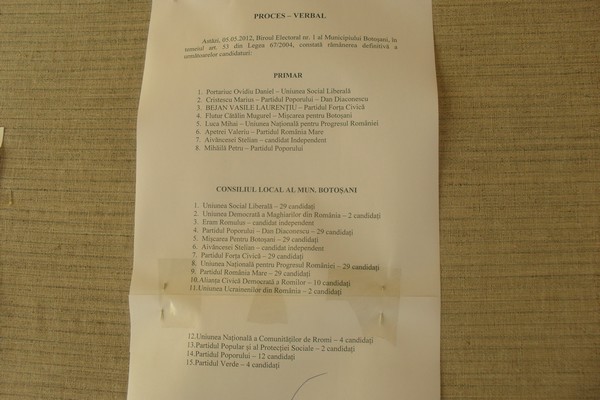 PROCES – VERBAL
Astăzi, 05.05.2012, Biroul Electoral nr. 1 al Municipiului Botoşani, în
temeiul art. 53 din Legea 67/2004, constată rămânerea definitivă a
următoarelor candidaturi:
PRIMAR
1. Portariuc Ovidiu Daniel – Uniunea Social Liberală
2. Cristescu Marius – Partidul Poporului – Dan Diaconescu
3. BEJAN VASILE LAURENŢIU – Partidul Forţa Civică
4. Flutur Cătălin Mugurel – Mişcarea pentru Botoşani
5. Luca Mihai – Uniunea Naţională pentru Progresul României
6. Apetrei Valeriu – Partidul România Mare
7. Aivăncesei Stelian – candidat Independent
8. Mihăilă Petru – Partidul Poporului
CONSILIUL LOCAL AL MUN. BOTOŞANI
1. Uniunea Social Liberală – 29 candidaţi
2. Uniunea Democrată a Maghiarilor din România – 2 candidaţi
3. Eram Romulus – candidat independent
4. Partidul Poporului – Dan Diaconescu – 29 candidaţi
5. Mişcarea Pentru Botoşani – 29 candidaţi
6. Aivăncesei Stelian – candidat independent
7. Partidul Forţa Civică – 29 candidaţi
8. Uniunea Naţională pentru Progresul României – 29 candidaţi
9. Partidul România Mare – 29 candidaţi
10.Alianţa Civică Democrată a Romilor – 10 candidaţi
11.Uniunea Ucrainenilor din România – 2 candidaţi
12.Uniunea Naţională a Comunităţilor de Rromi – 4 candidaţi
13.Partidul Popular şi al Protecţiei Sociale – 2 candidaţi
14.Partidul Poporului – 12 candidaţi
15.Partidul Verde – 4 candidaţi